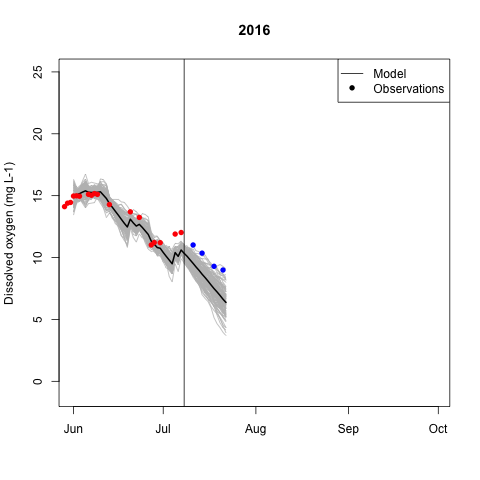 2016
Model
Observations
Dissolved oxygen (mg L-1)
25
20
15
10
5
0
Jun
Jul
Aug
Sep
Oct